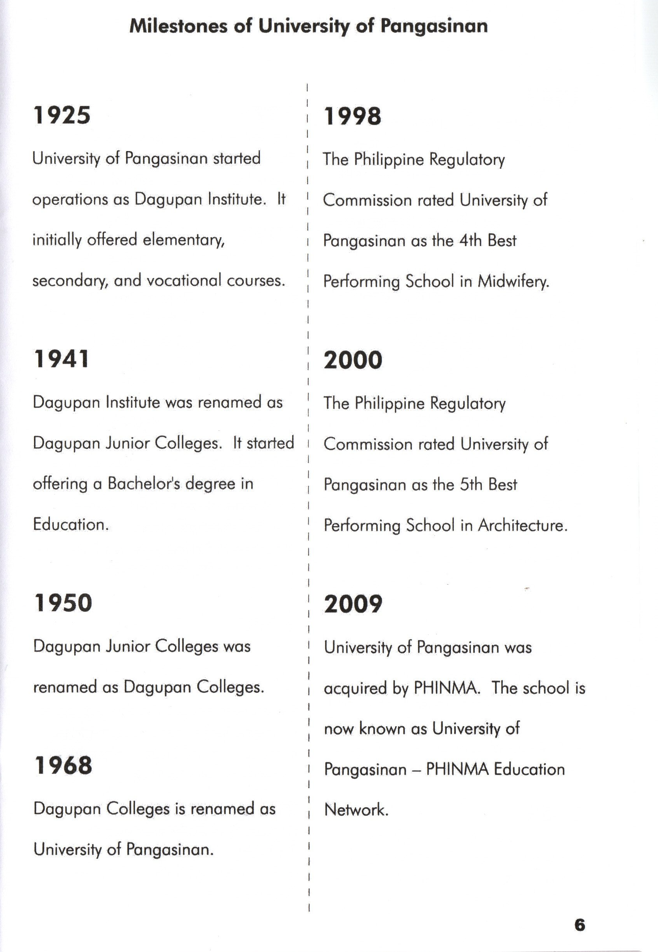 Milestones of University of Pangasinan
1925
University of Pangasinan started
operations as Dagupan Institute.  It
initially offered elementary,
secondary, and vocational courses.
1941
Dagupan Institute was renamed as
Dagupan Junior Colleges.  It started
offering a Bachelor's degree in
Education.
1950
Dagupan Junior Colleges was
renamed as Dagupan Colleges.
1968
Dagupan Colleges is renamed as
University of Pangasinan.
1998
The Philippine Regulatory
Commission rated University of
Pangasinan as the 4th Best
Performing School in Midwifery.
2000
The Philippine Regulatory
Commission rated University of
Pangasinan as the 5th Best
Performing School in Architecture.
2009
University of Pangasinan was
acquired by PHINMA.  The school is
now known as University of
Pangasinan – PHINMA Education
Network.
6